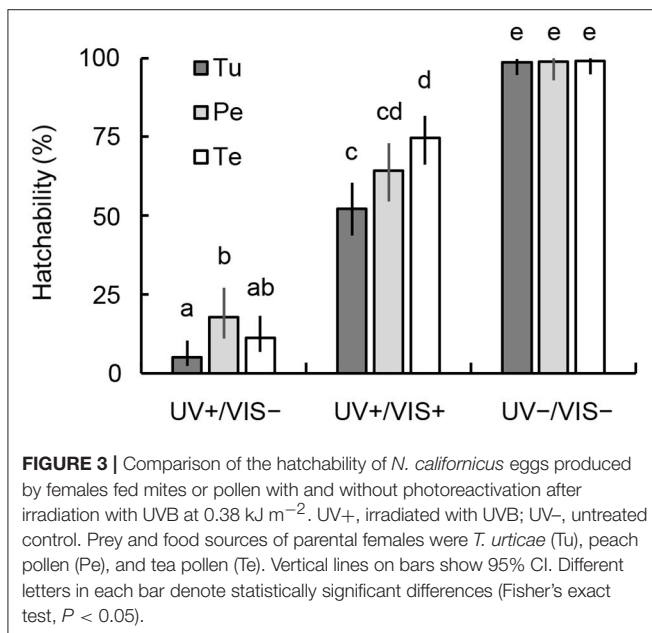 100
75
50
25
0
Hatchability (%)
Tu
Pe
Te
a
b
ab
c
cd
d
e e e
UV+/VIS− UV+/VIS+ UV−/VIS−
FIGURE 3 | Comparison of the hatchability of N. californicus eggs produced
by females fed mites or pollen with and without photoreactivation after
irradiation with UVB at 0.38 kJ m−2. UV+, irradiated with UVB; UV–, untreated
control. Prey and food sources of parental females were T. urticae (Tu), peach
pollen (Pe), and tea pollen (Te). Vertical lines on bars show 95% CI. Different
letters in each bar denote statistically significant differences (Fisher's exact
test, P < 0.05).